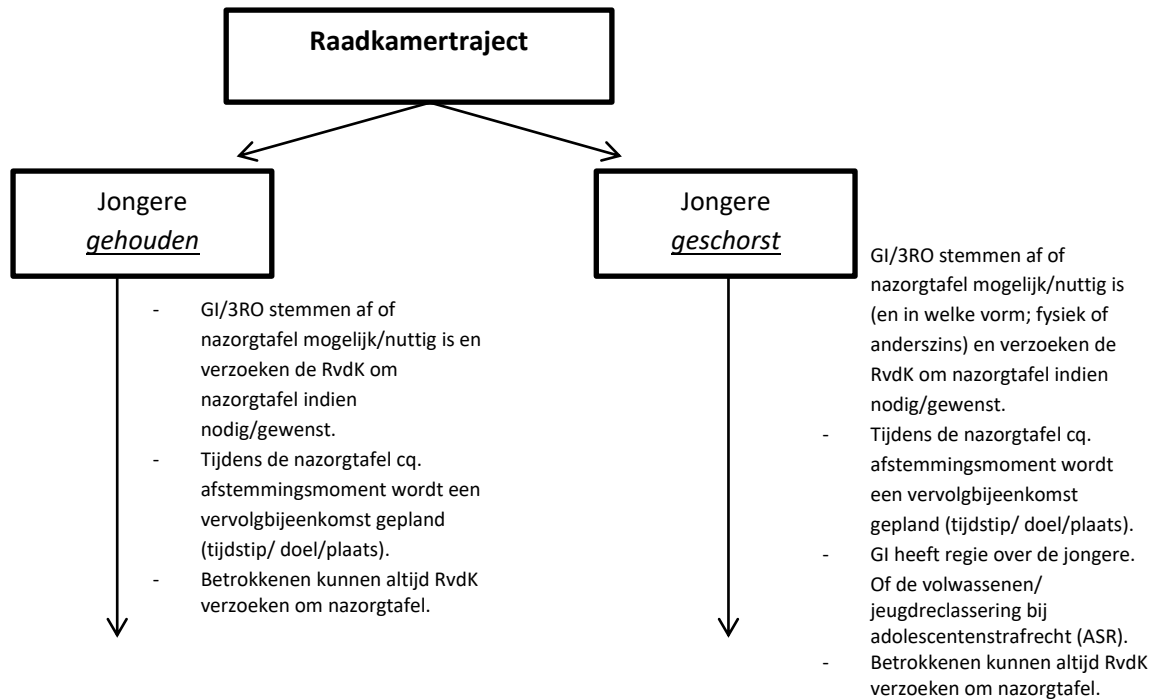 Raadkamertraject
Jongere
gehouden
- GI/3RO stemmen af of
nazorgtafel mogelijk/nuttig is en
verzoeken de RvdK om
nazorgtafel indien
nodig/gewenst.
- Tijdens de nazorgtafel cq.
afstemmingsmoment wordt een
vervolgbijeenkomst gepland
(tijdstip/ doel/plaats).
- Betrokkenen kunnen altijd RvdK
verzoeken om nazorgtafel.
Jongere
geschorst
GI/3RO stemmen af of
nazorgtafel mogelijk/nuttig is
(en in welke vorm; fysiek of
anderszins) en verzoeken de
RvdK om nazorgtafel indien
nodig/gewenst.
- Tijdens de nazorgtafel cq.
afstemmingsmoment wordt
een vervolgbijeenkomst
gepland (tijdstip/ doel/plaats).
- GI heeft regie over de jongere.
Of de volwassenen/
jeugdreclassering bij
adolescentenstrafrecht (ASR).
- Betrokkenen kunnen altijd RvdK
verzoeken om nazorgtafel.